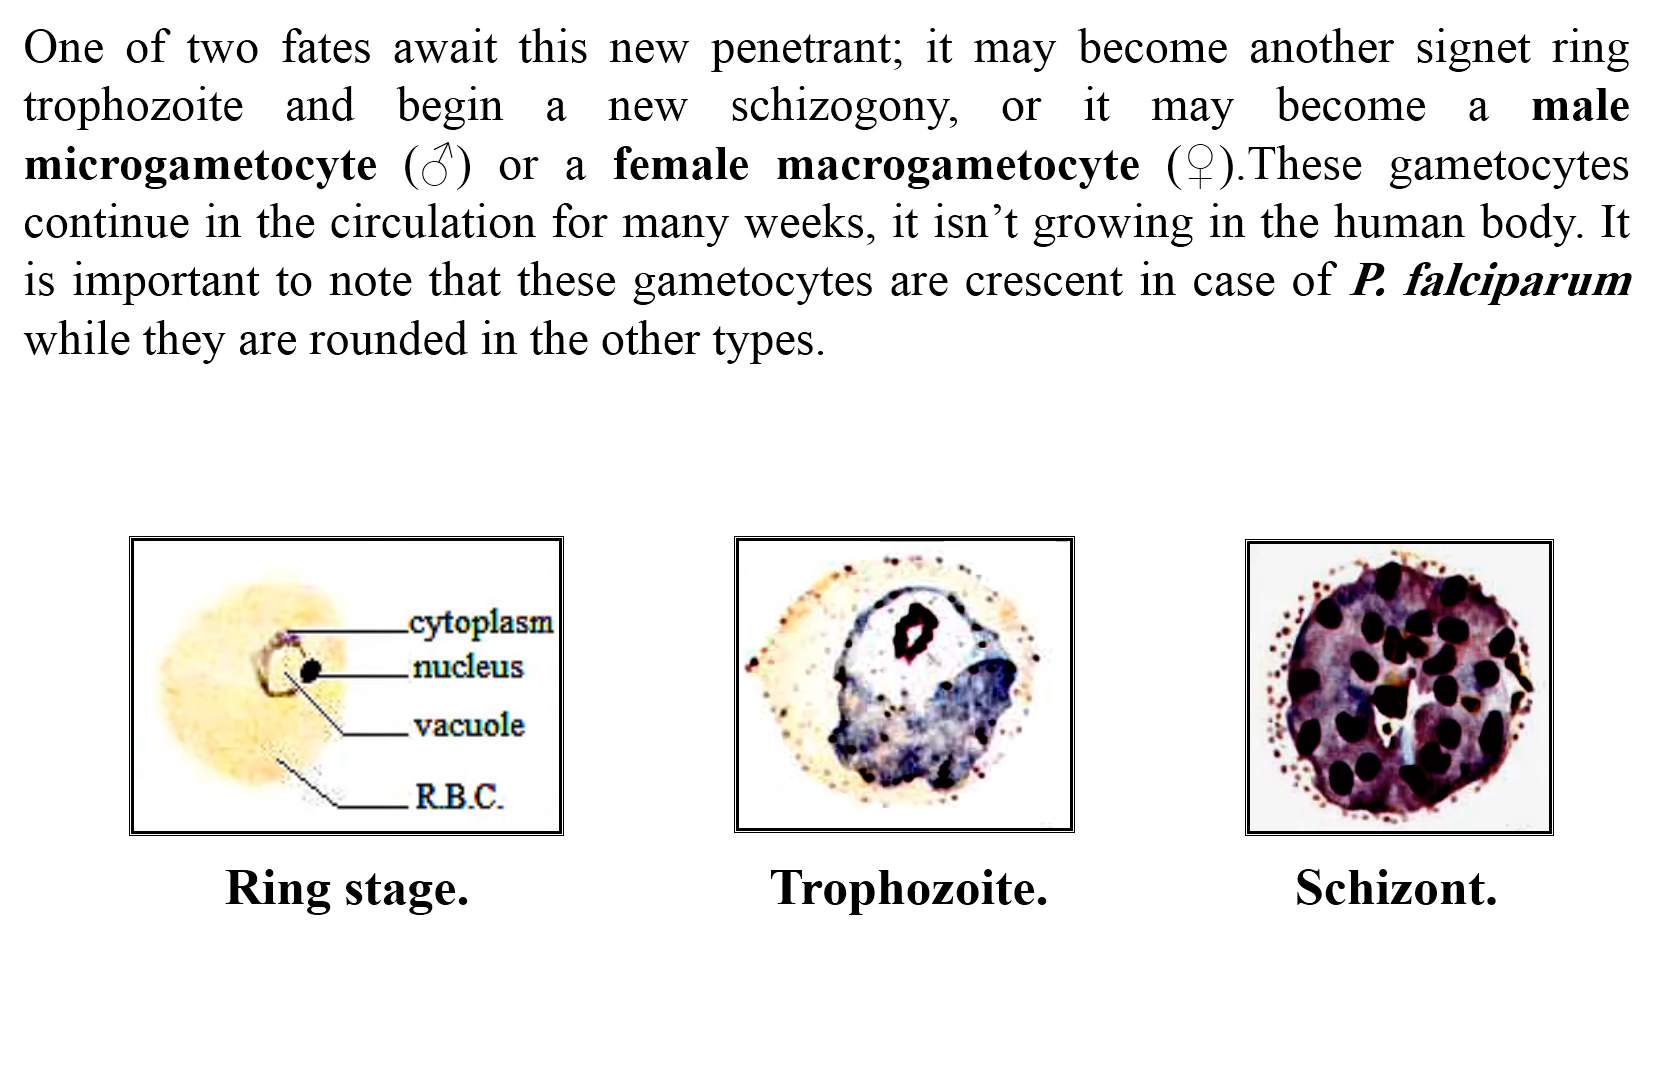 One of two fates await this new penetrant; it may become another signet ring
trophozoite and begin a new schizogony, or it may become a male
microgametocyte (♂) or a female macrogametocyte (♀).These gametocytes
continue in the circulation for many weeks, it isn’t growing in the human body. It
is important to note that these gametocytes are crescent in case of P. falciparum
while they are rounded in the other types.
cytoplasm
nucleus
vacuole
R.B.C.
Ring stage.
Trophozoite.
Schizont.